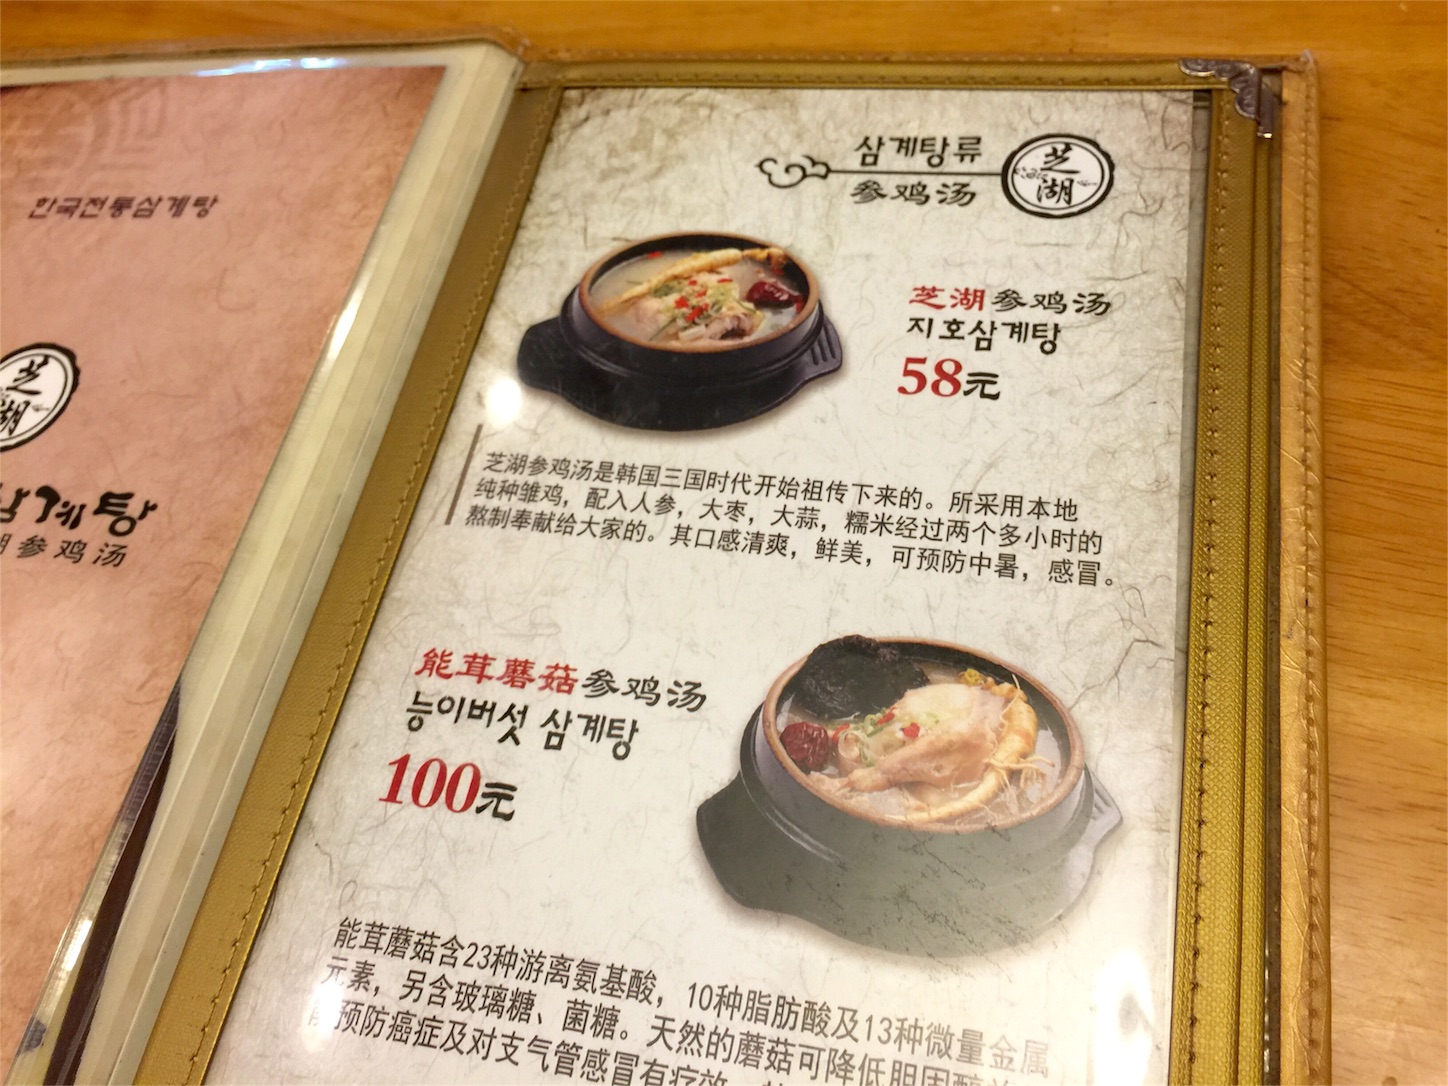 한국전통삼계탕
芝
湖
삼계탕
参鸡汤
삼계탕류
参鸡汤
芝
湖
芝湖参鸡汤
지호삼계탕
58元
芝湖参鸡汤是韩国三国时代开始祖传下来的。所采用本地
纯种雏鸡，配入人参，大枣，大蒜，糯米经过两个多小时的
熬制奉献给大家的。其口感清爽，鲜美，可预防中暑，感冒。
能茸蘑菇参鸡汤
능이버섯 삼계탕
100元
能茸蘑菇含23种游离氨基酸，10种脂肪酸及13种微量金属
元素，另含玻璃糖、菌糖。天然的蘑菇可降低胆固醇
预防癌症及对支气管感冒有疗效